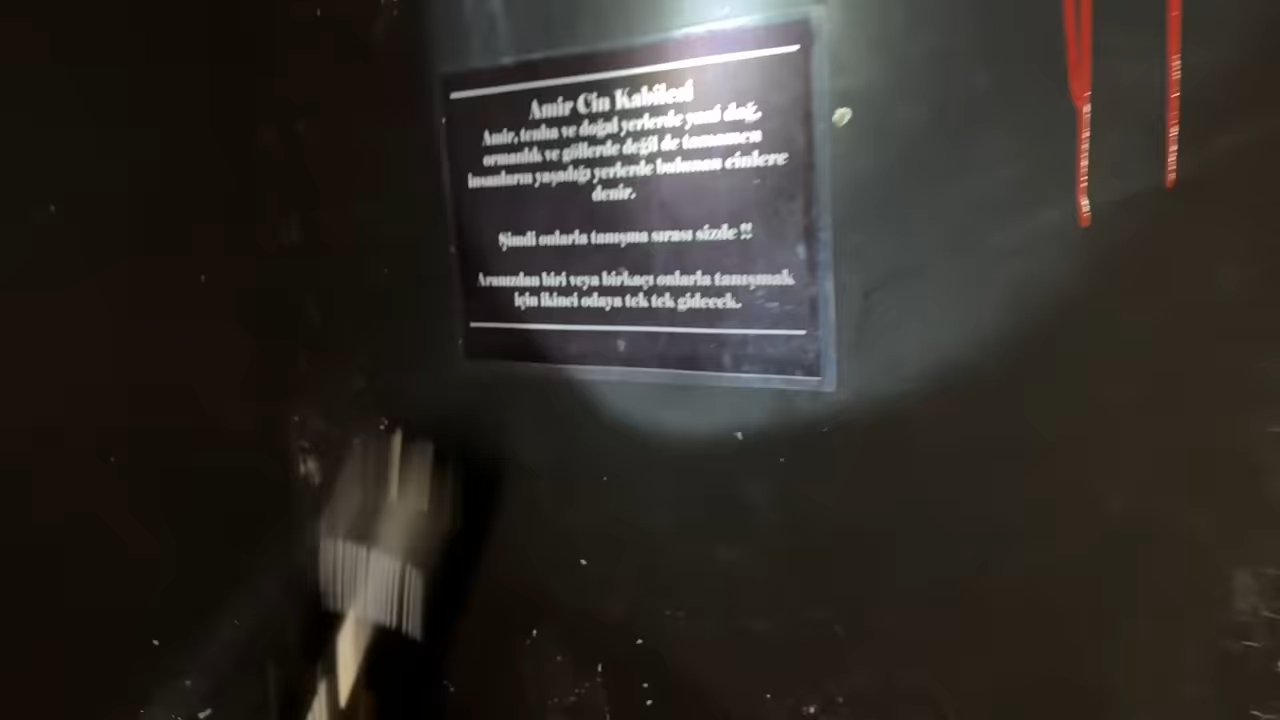 Amir Cin Kabilesi
Amir, tenha ve doğal yerlerde yani dağ,
ormanlık ve göllerde değil de tamamen
insanların yaşadığı yerlerde bulunan cinlere
denir.
Şimdi onlarla tanışma sırası sizde !!
Aranızdan biri veya birkaçı onlarla tanışmak
için ikinci odaya tek tek gidecek.